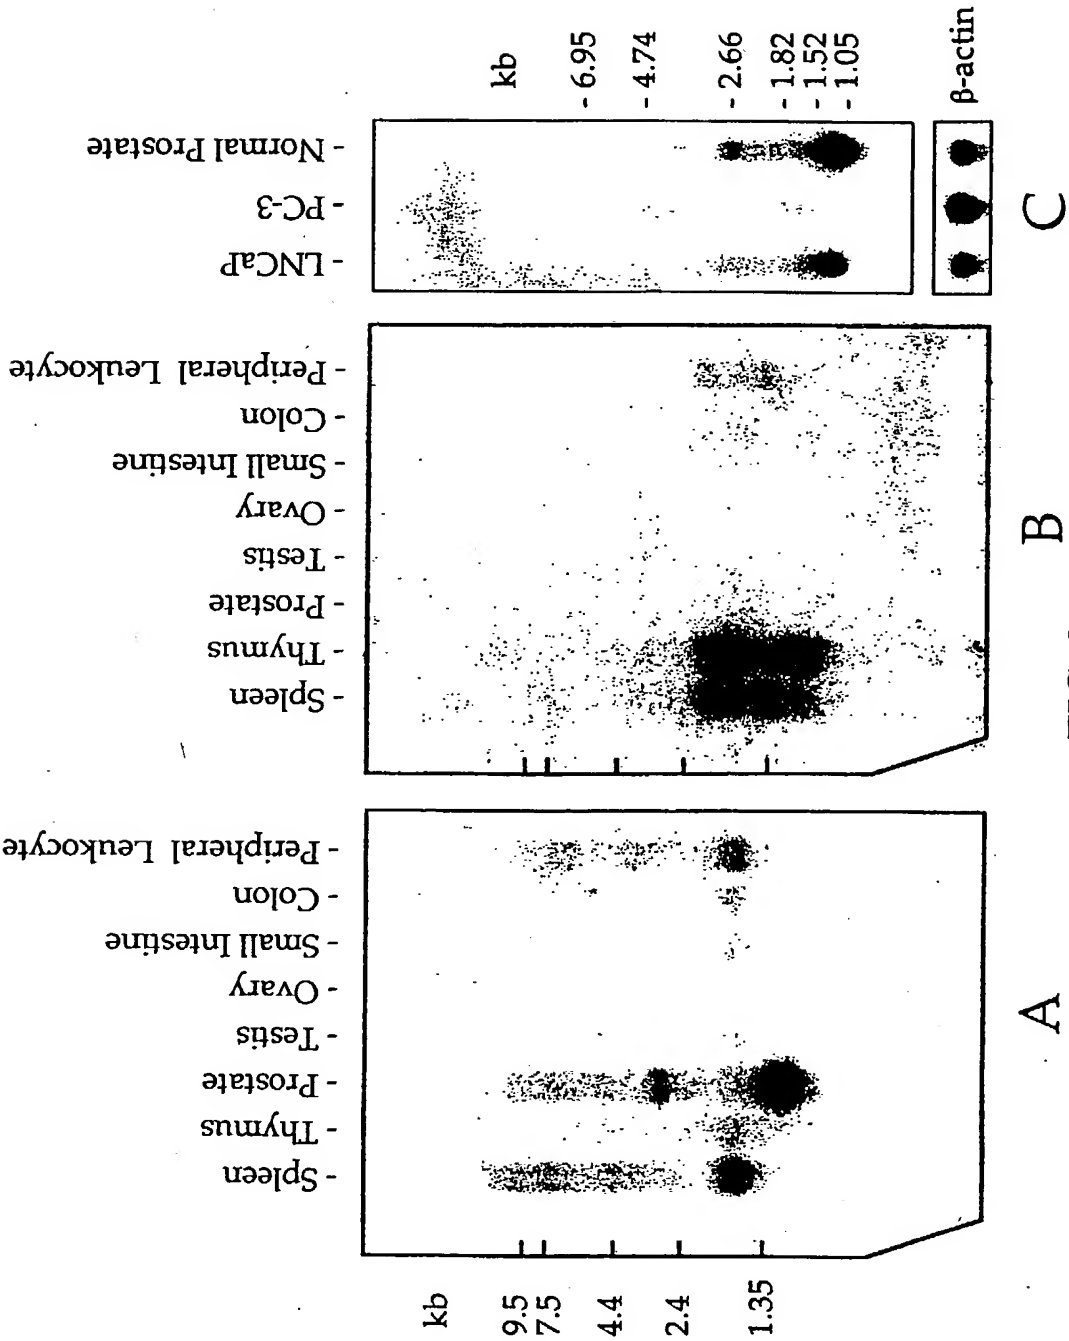 kb
9.5
7.5
4.4
2.4
1.35
Spleen -
Thymus -
Prostate -
Testis -
Ovary -
Small Intestine -
Colon -
Peripheral Leukocyte -
A
Spleen -
Thymus -
Prostate -
Testis -
Ovary -
Small Intestine -
Colon -
Peripheral Leukocyte -
B
LNCaP -
PC-3 -
Normal Prostate -
kb
- 6.95
- 4.74
- 2.66
- 1.82
- 1.52
- 1.05
β-actin
C